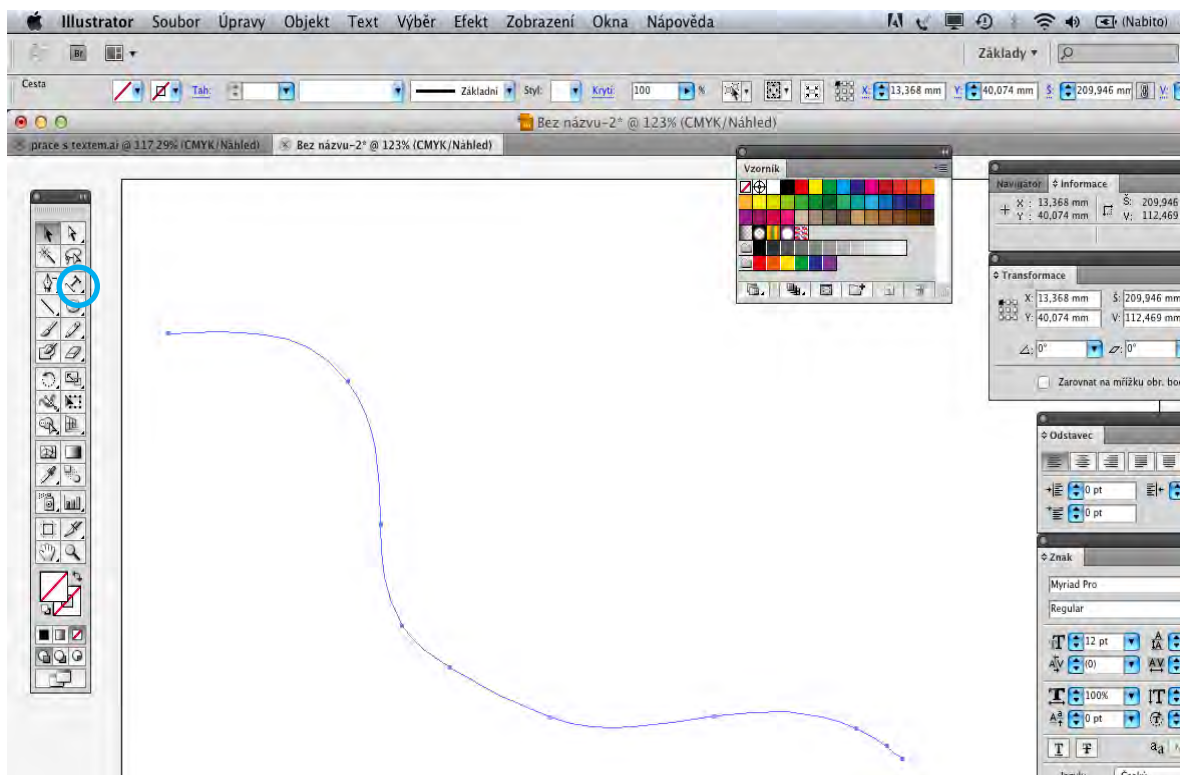 Illustrator Soubor Úpravy Objekt Text Výběr Efekt Zobrazení Okna Nápověda (Nabito)
Br Základy
Cesta Tah: Základní Styl: Krytí: 100 % X: 13,368 mm Y: 40,074 mm Š: 209,946 mm V:
Bez názvu-2* @ 123% (CMYK/Náhled)
prace s textem.ai @ 117,29% (CMYK/Náhled) Bez názvu-2* @ 123% (CMYK/Náhled)
Vzorník
Navigátor Informace
X : 13,368 mm Š: 209,946
Y : 40,074 mm V: 112,469
Transformace
X: 13,368 mm Š: 209,946 mm
Y: 40,074 mm V: 112,469 mm
0° 0°
Zarovnat na mřížku obr. bo
Odstavec
0 pt
0 pt
Znak
Myriad Pro
Regular
12 pt
(0)
100%
0 pt